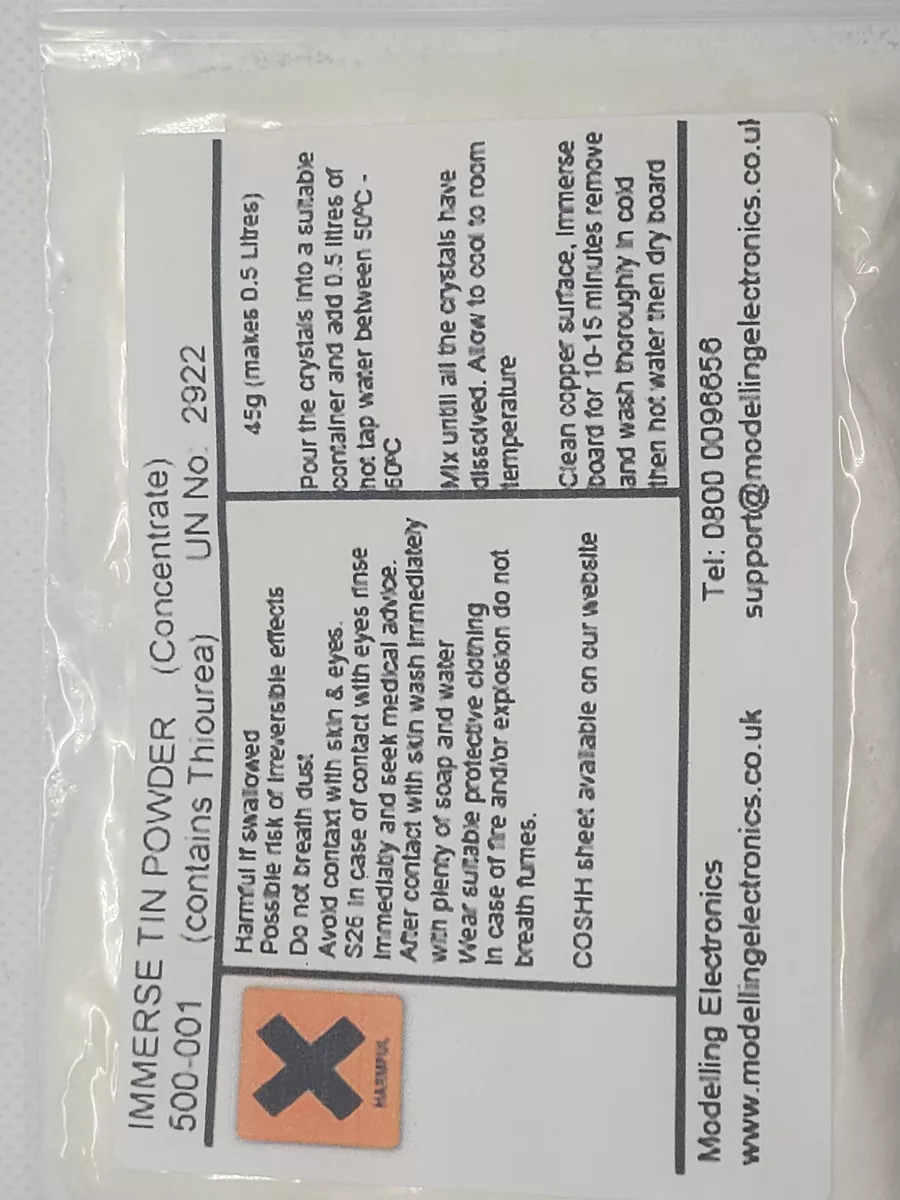 IMMERSE TIN POWDER (Concentrate)
500-001 (contains Thiourea) UN No: 2922
HARMFUL
Harmful if swallowed
Possible risk of irreversible effects
. Do not breath dust
Avoid contaxt with skin & eyes.
S26 In case of contact with eyes rinse
immediatly and seek medical advice.
After contact with skin wash immediately
with plenty of soap and water
Wear suitable protective clothing
In case of fire and/or explosion do not
breath fumes.
COSHH sheet available on our website
45g (makes 0.5 Litres)
Pour the crystals into a suitable
container and add 0.5 litres of
hot tap water between 50ºC -
60ºC
Mix untill all the crystals have
dissolved. Allow to cool to room
temperature
Clean copper surface, Immerse
board for 10-15 minutes remove
and wash thoroughly in cold
then hot water then dry board
Modelling Electronics Tel: 0800 0096656
www.modellingelectronics.co.uk support@modellingelectronics.co.uk